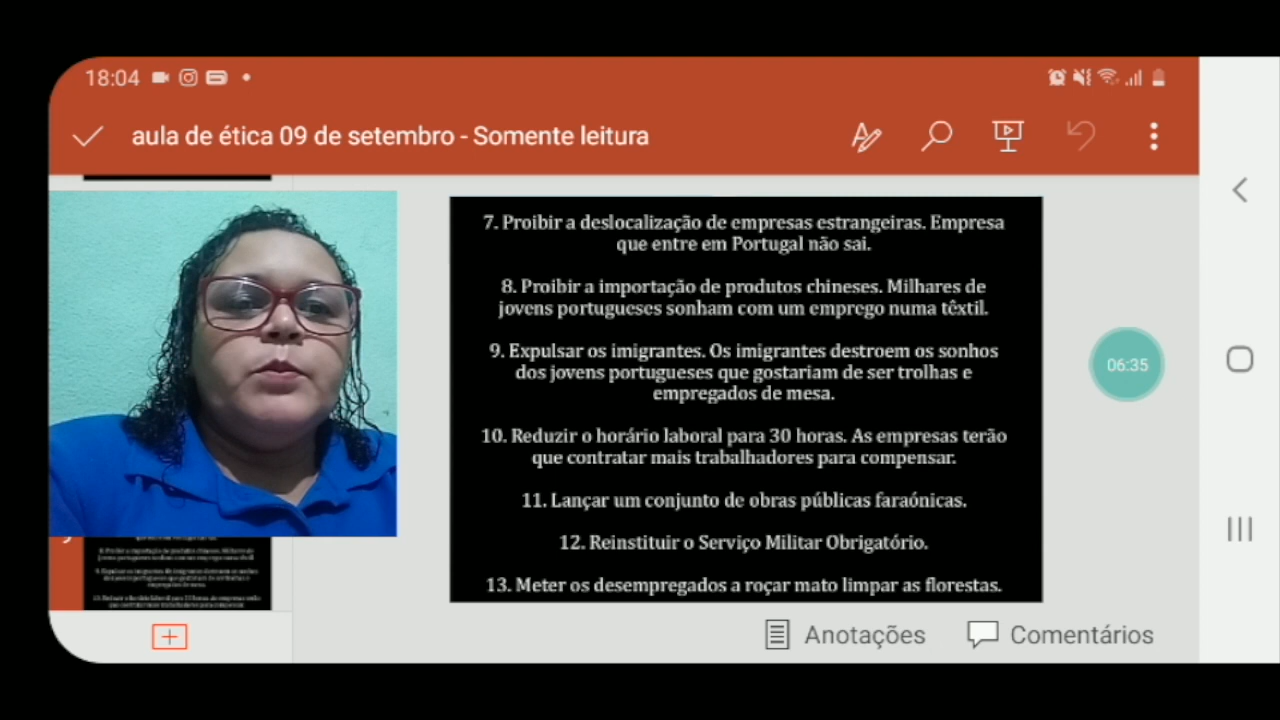 18:04
aula de ética 09 de setembro - Somente leitura
7. Proibir a deslocalização de empresas estrangeiras. Empresa
que entre em Portugal não sai.
8. Proibir a importação de produtos chineses. Milhares de
jovens portugueses sonham com um emprego numa têxtil.
9. Expulsar os imigrantes. Os imigrantes destroem os sonhos
dos jovens portugueses que gostariam de ser trolhas e
empregados de mesa.
10. Reduzir o horário laboral para 30 horas. As empresas terão
que contratar mais trabalhadores para compensar.
11. Lançar um conjunto de obras públicas faraónicas.
12. Reinstituir o Serviço Militar Obrigatório.
13. Meter os desempregados a roçar mato limpar as florestas.
06:35
Anotações
Comentários